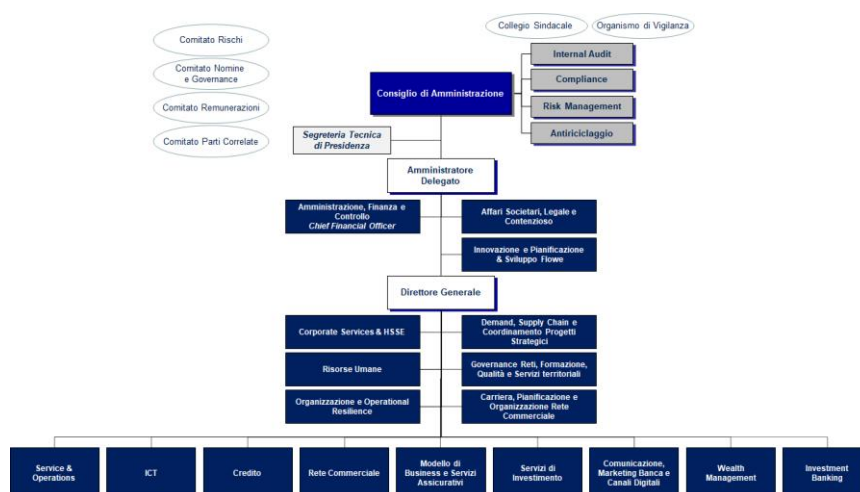 Collegio Sindacale
Organismo di Vigilanza
Comitato Rischi
Comitato Nomine
e Governance
Comitato Remunerazioni
Comitato Parti Correlate
Internal Audit
Compliance
Risk Management
Antiriciclaggio
Consiglio di Amministrazione
Segreteria Tecnica
di Presidenza
Amministratore
Delegato
Amministrazione, Finanza e
Controllo
Chief Financial Officer
Affari Societari, Legale e
Contenzioso
Innovazione e Pianificazione
& Sviluppo Flowe
Direttore Generale
Corporate Services & HSSE
Demand, Supply Chain e
Coordinamento Progetti
Strategici
Risorse Umane
Governance Reti, Formazione,
Qualità e Servizi territoriali
Organizzazione e Operational
Resilience
Carriera, Pianificazione e
Organizzazione Rete
Commerciale
Service &
Operations
ICT
Credito
Rete Commerciale
Modello di
Business e Servizi
Assicurativi
Servizi di
Investimento
Comunicazione,
Marketing Banca e
Canali Digitali
Wealth
Management
Investment
Banking